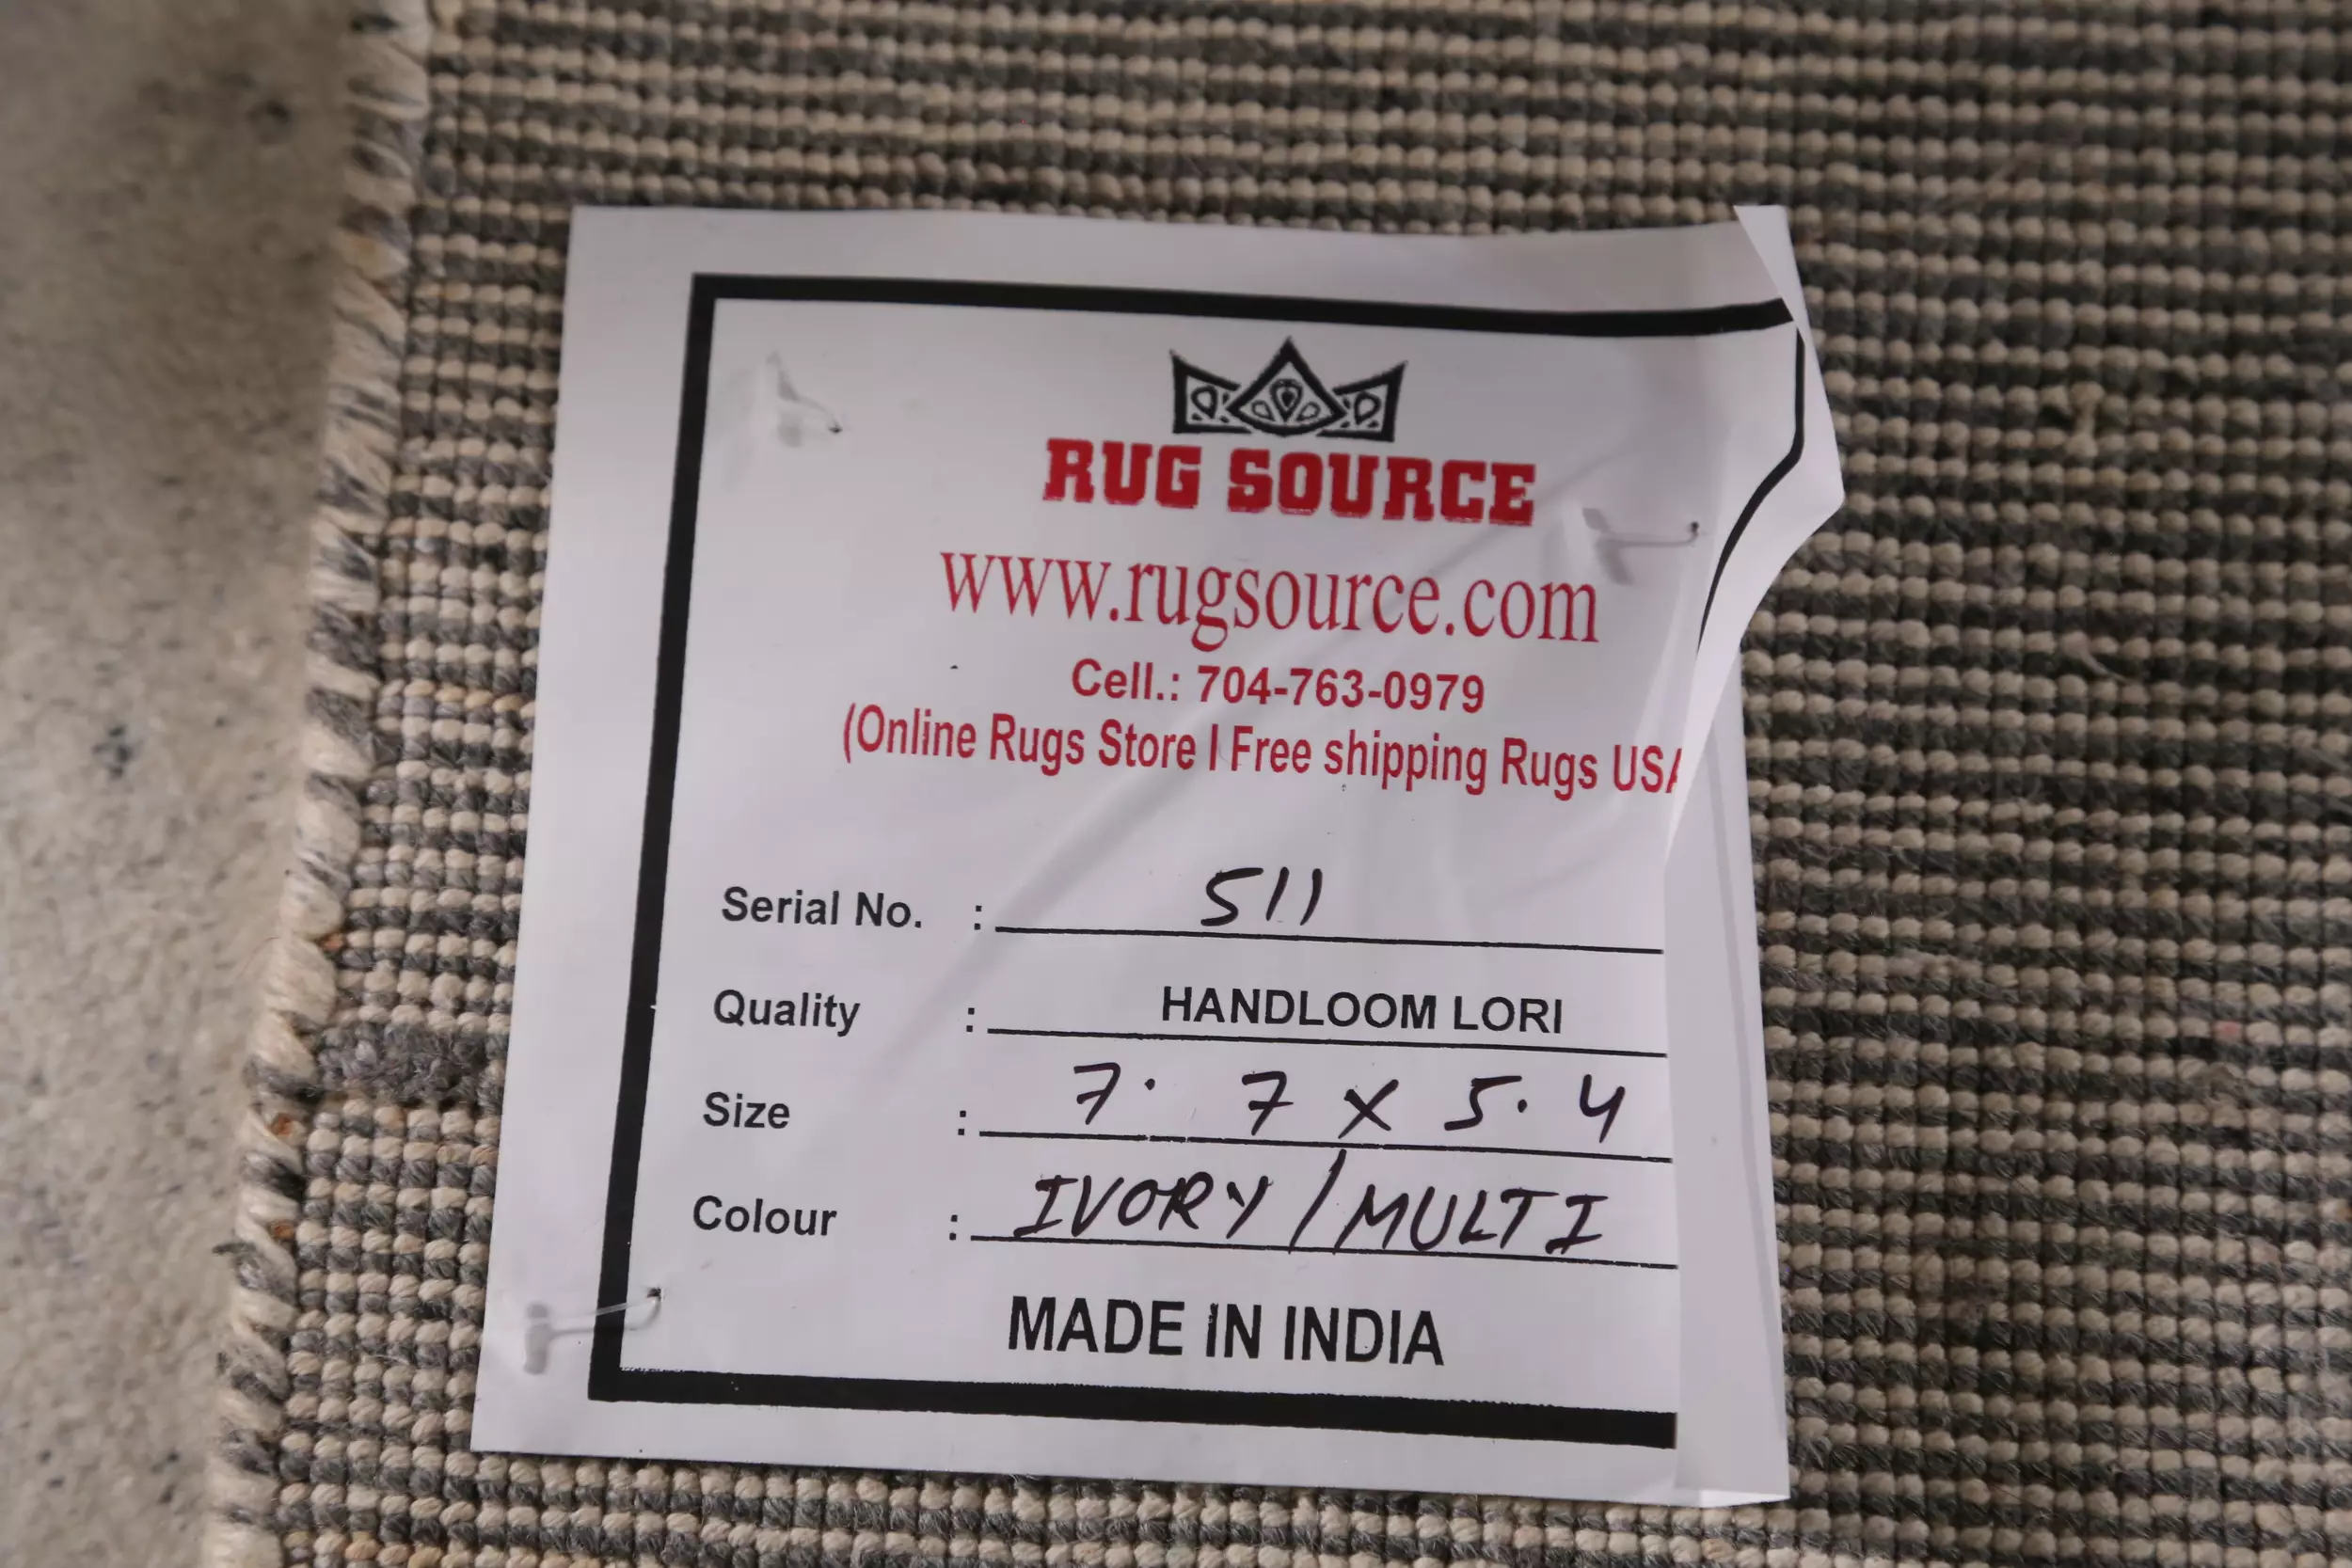 RUG SOURCE
www.rugsource.com
Cell.: 704-763-0979
(Online Rugs Store I Free shipping Rugs USA
Serial No. : 511
Quality : HANDLOOM LORI
Size : 7.7 X 5.4
Colour : IVORY/MULTI
MADE IN INDIA